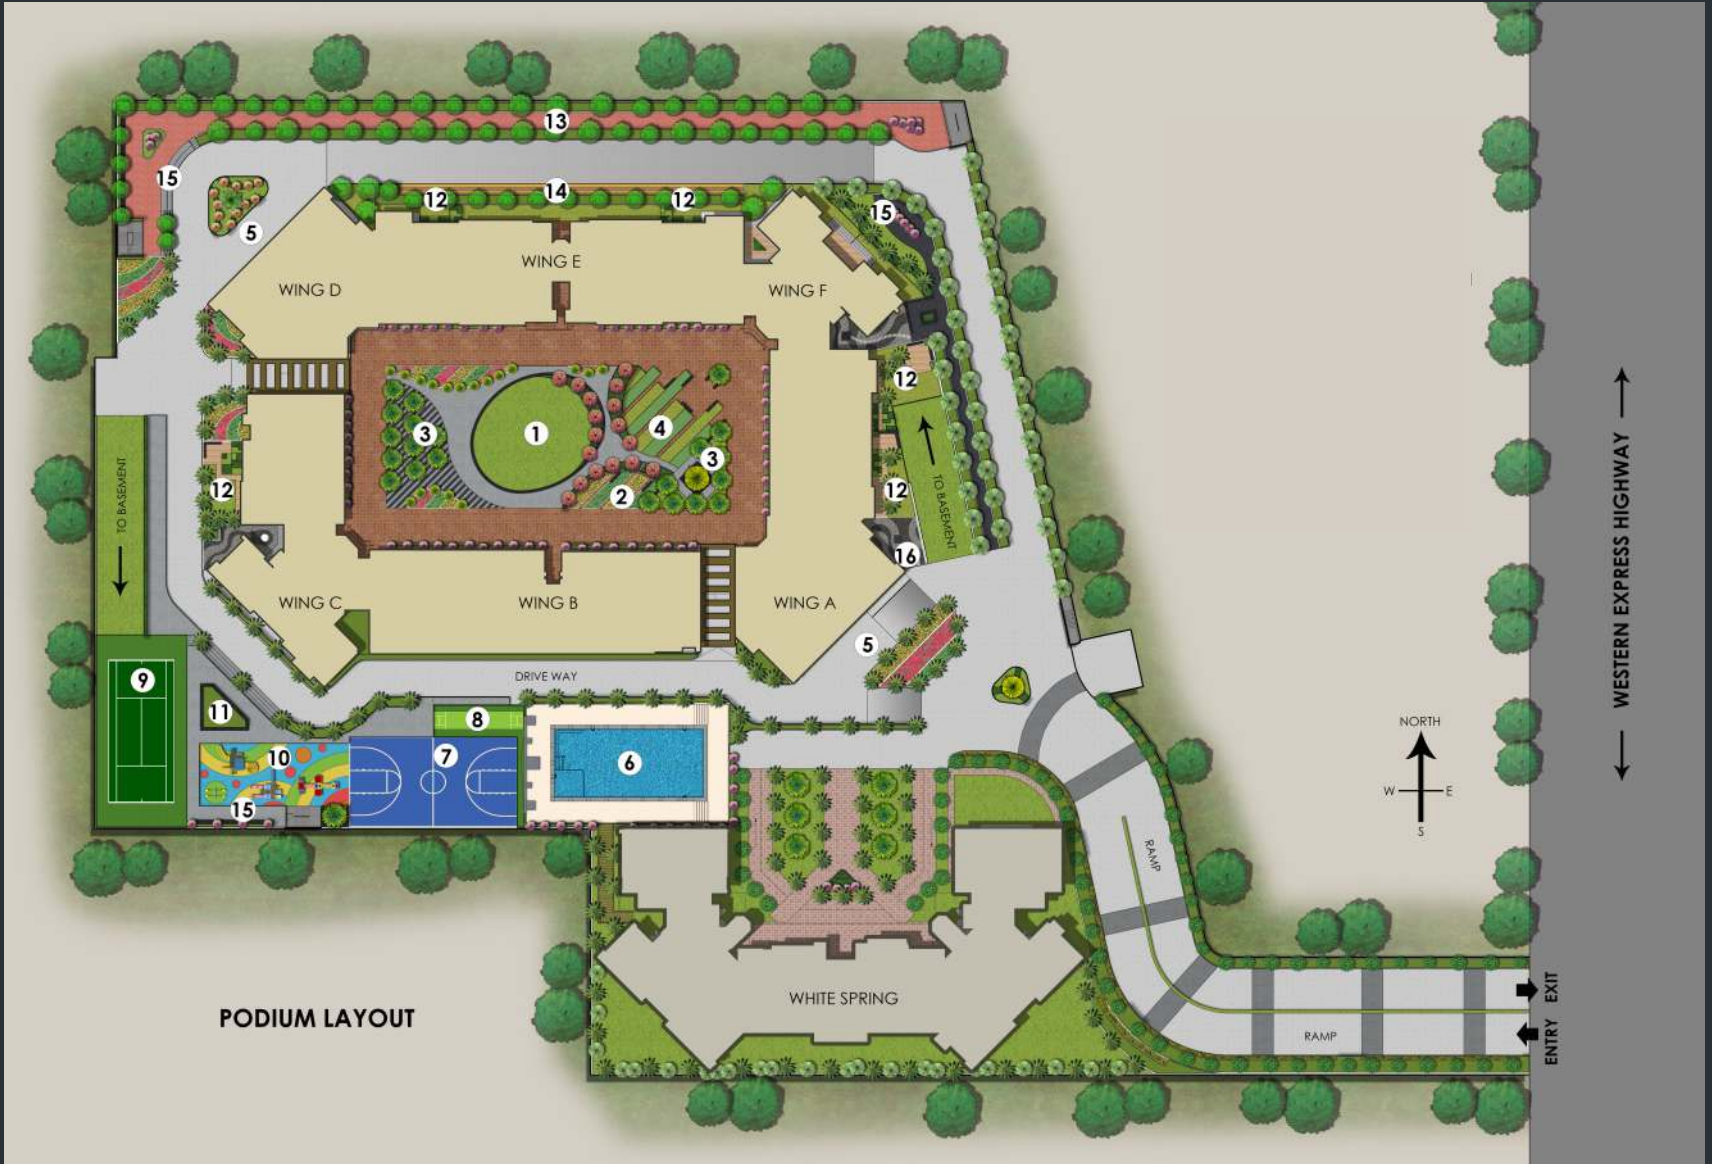 13
15
12
14
12
15
5
WING E
WING D
WING F
12
1
3
4
3
2
12
12
TO BASEMENT
TO BASEMENT
16
WING C
WING B
WING A
5
DRIVE WAY
9
11
8
7
6
10
15
WESTERN EXPRESS HIGHWAY
NORTH
W
E
S
RAMP
WHITE SPRING
PODIUM LAYOUT
RAMP
EXIT
ENTRY